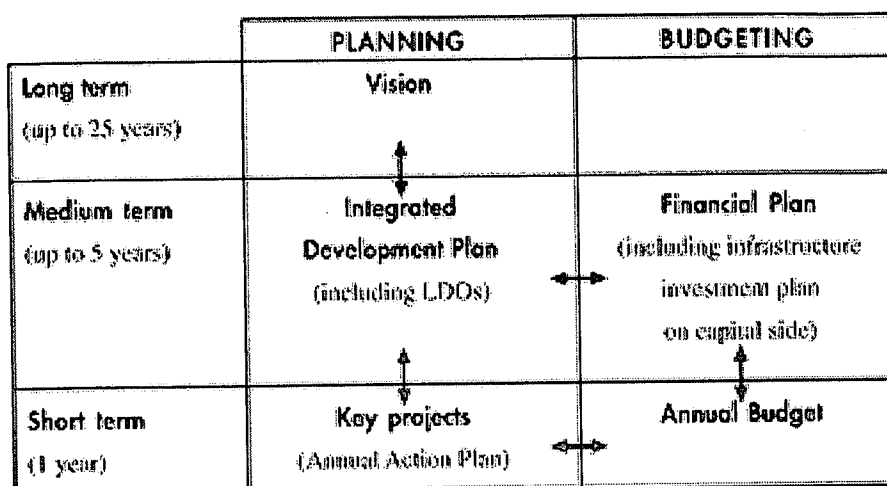 PLANNING BUDGETING
Long term Vision
(up to 25 years)
Medium term Integrated Financial Plan
(up to 5 years) Development Plan (including infrastructure
(including LDOs) investment plan
on capital side)
Short term Key projects Annual Budget
(1 year) (Annual Action Plan)